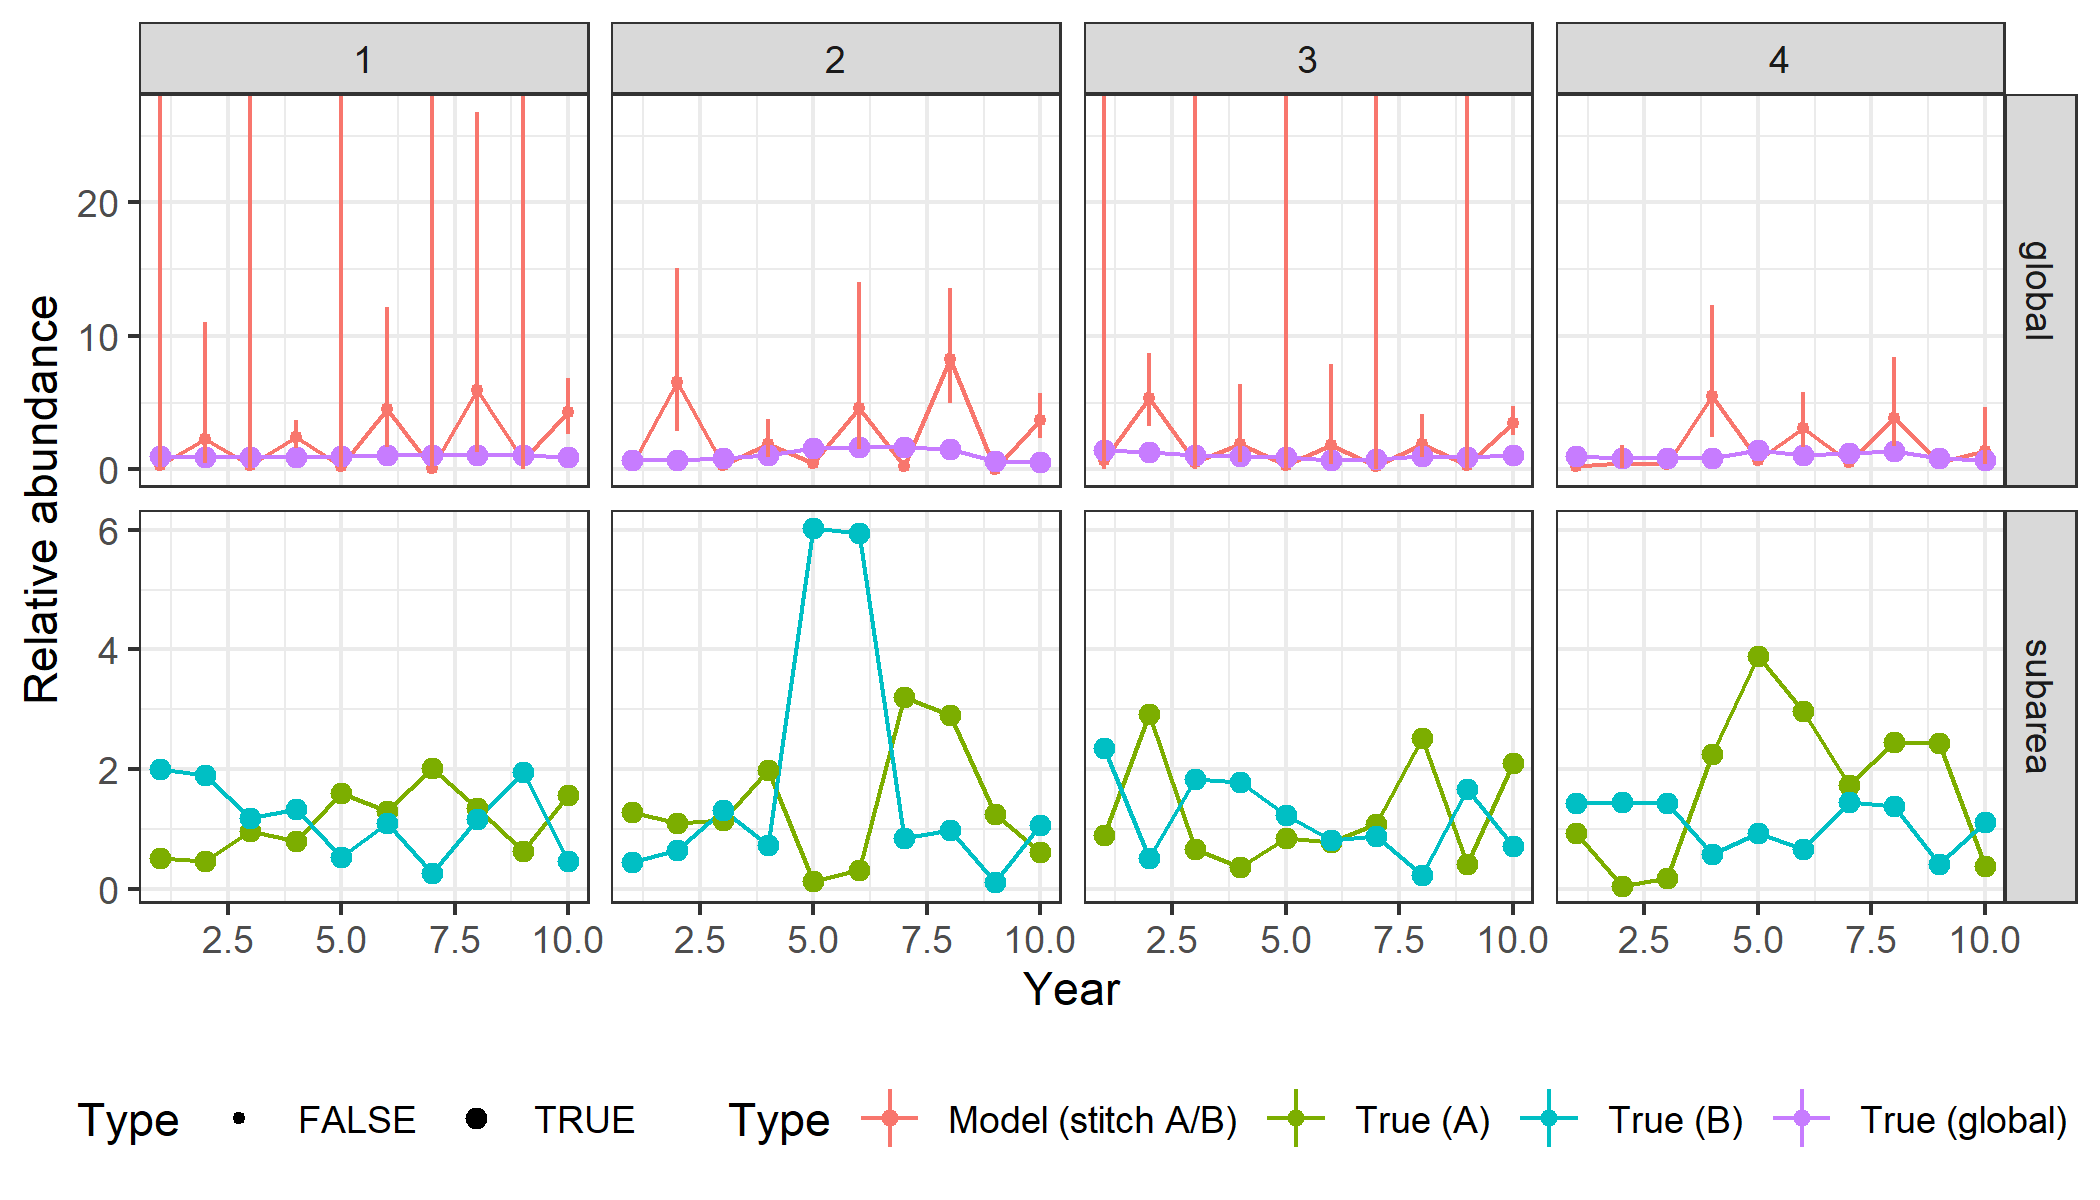 1 2 3 4
20
10
0
global
6
4
2
0
subarea
Relative abundance
2.5 5.0 7.5 10.0 2.5 5.0 7.5 10.0 2.5 5.0 7.5 10.0 2.5 5.0 7.5 10.0
Year
Type FALSE TRUE Type Model (stitch A/B) True (A) True (B) True (global)